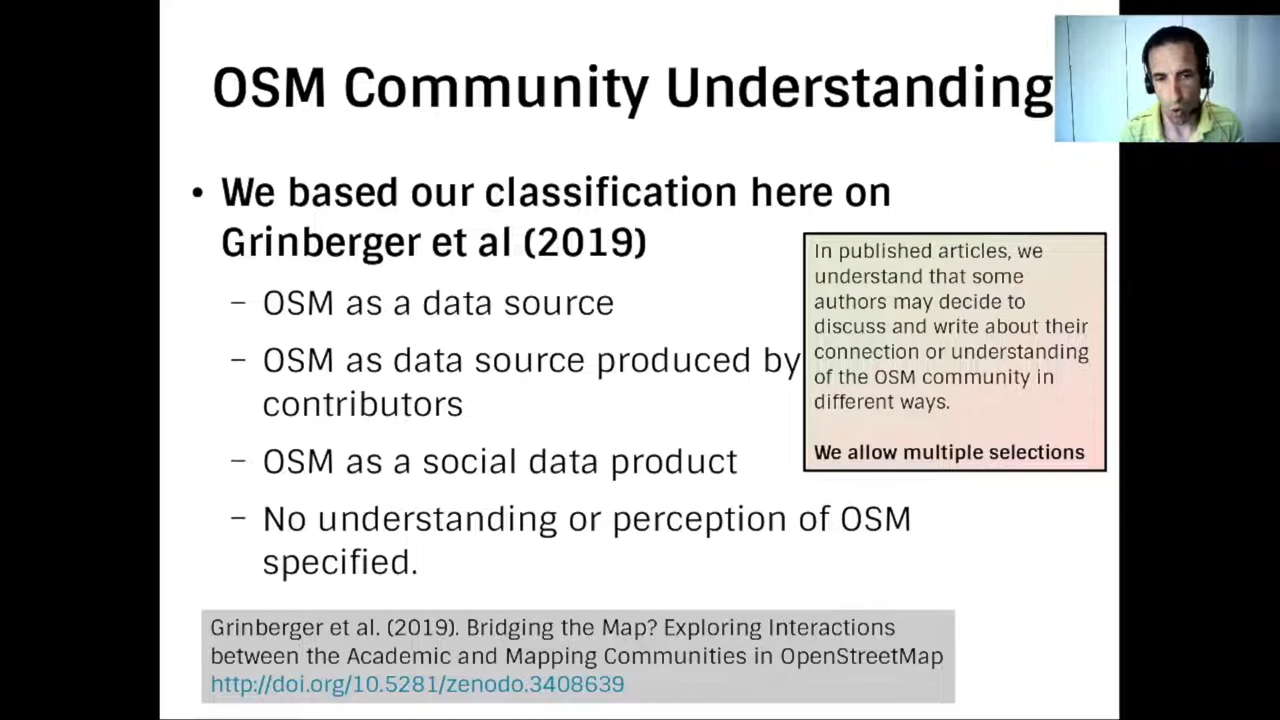 OSM Community Understanding
• We based our classification here on
Grinberger et al (2019)
– OSM as a data source
– OSM as data source produced by
contributors
– OSM as a social data product
– No understanding or perception of OSM
specified.
In published articles, we
understand that some
authors may decide to
discuss and write about their
connection or understanding
of the OSM community in
different ways.
We allow multiple selections
Grinberger et al. (2019). Bridging the Map? Exploring Interactions
between the Academic and Mapping Communities in OpenStreetMap
http://doi.org/10.5281/zenodo.3408639